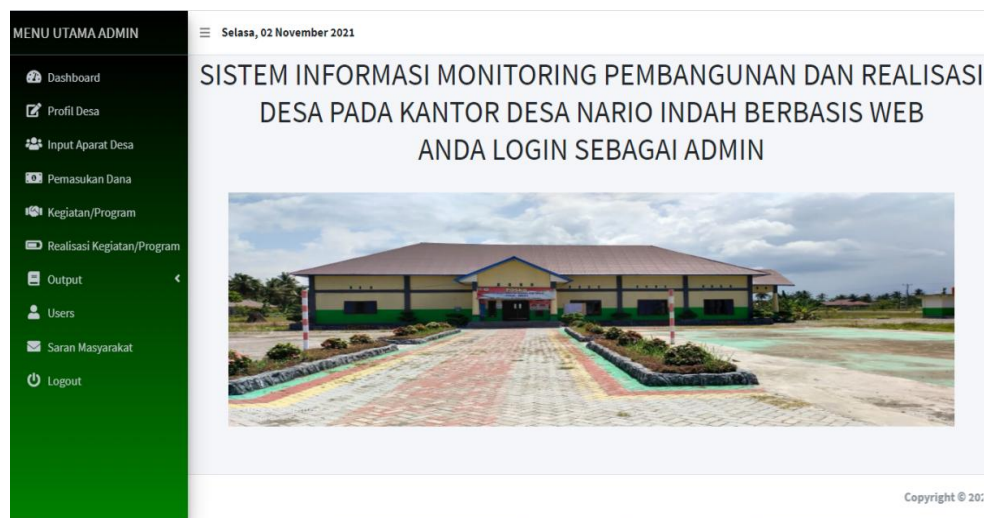 MENU UTAMA ADMIN
Dashboard
Profil Desa
Input Aparat Desa
Pemasukan Dana
Kegiatan/Program
Realisasi Kegiatan/Program
Output
Users
Saran Masyarakat
Logout
Selasa, 02 November 2021
SISTEM INFORMASI MONITORING PEMBANGUNAN DAN REALISASI
DESA PADA KANTOR DESA NARIO INDAH BERBASIS WEB
ANDA LOGIN SEBAGAI ADMIN
Copyright ©